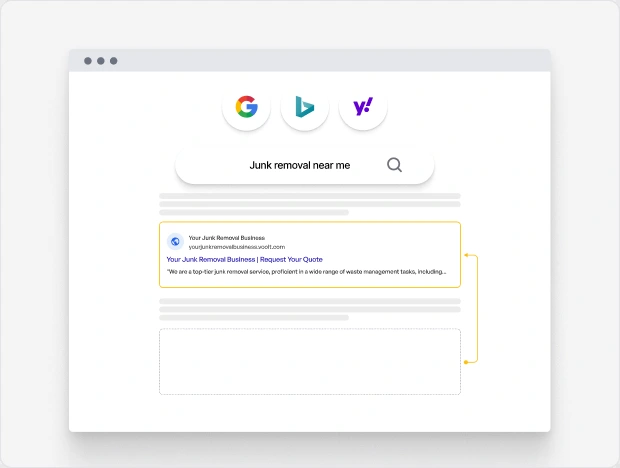 G
b
y!
Junk removal near me
Your Junk Removal Business
yourjunkremovalbusiness.voolt.com
Your Junk Removal Business | Request Your Quote
"We are a top-tier junk removal service, proficient in a wide range of waste management tasks, including...